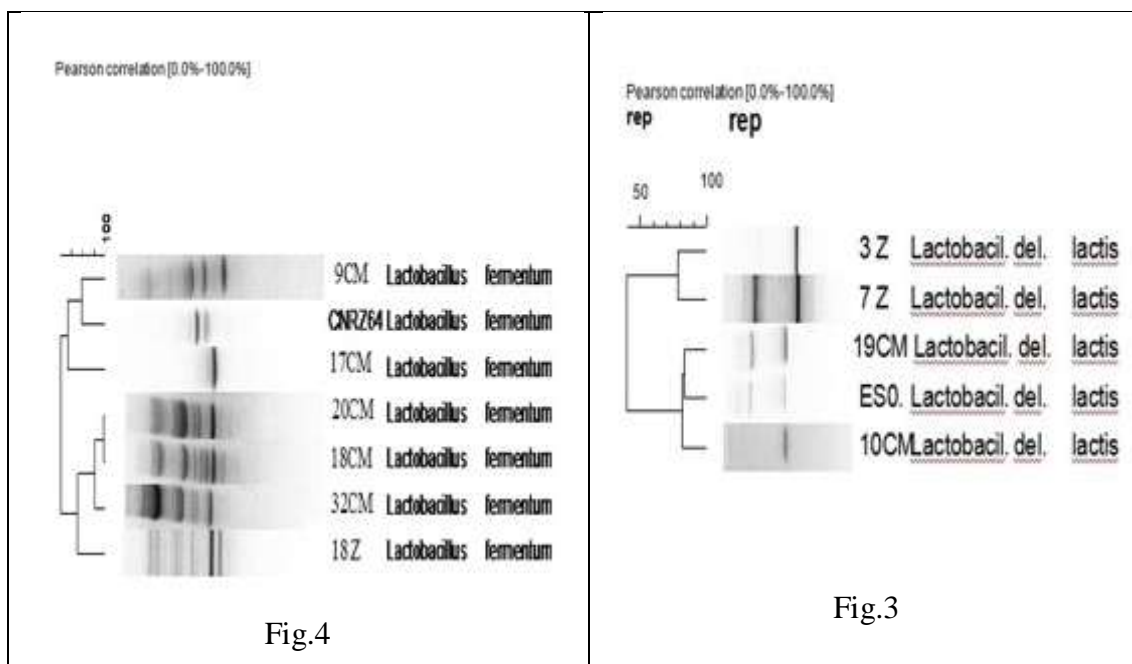 Pearson correlation [0.0%-100.0%]
100
9CM Lactobacillus fermentum
CNRZ64 Lactobacillus fermentum
17CM Lactobacillus fermentum
20CM Lactobacillus fermentum
18CM Lactobacillus fermentum
32CM Lactobacillus fermentum
18Z Lactobacillus fermentum
Fig.4
Pearson correlation [0.0%-100.0%]
rep rep
50 100
3 Z Lactobacil. del. lactis
7 Z Lactobacil. del. lactis
19CM Lactobacil. del. lactis
ES0. Lactobacil. del. lactis
10CM Lactobacil. del. lactis
Fig.3